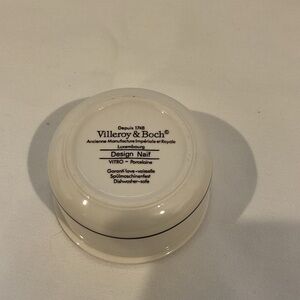 Depuis 1748
Villeroy & Boch©
Ancienne Manufacture Impériale et Royale
Luxembourg
Design Naif
VITRO - Porcelaine
Garanti lave-vaisselle
Spülmaschinenfest
Dishwasher-safe